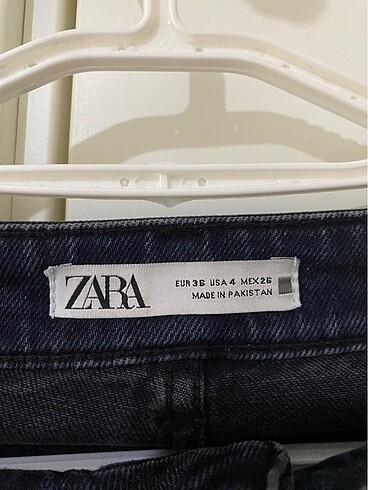 ZARA
EUR 36 USA 4 MEX 26
MADE IN PAKISTAN